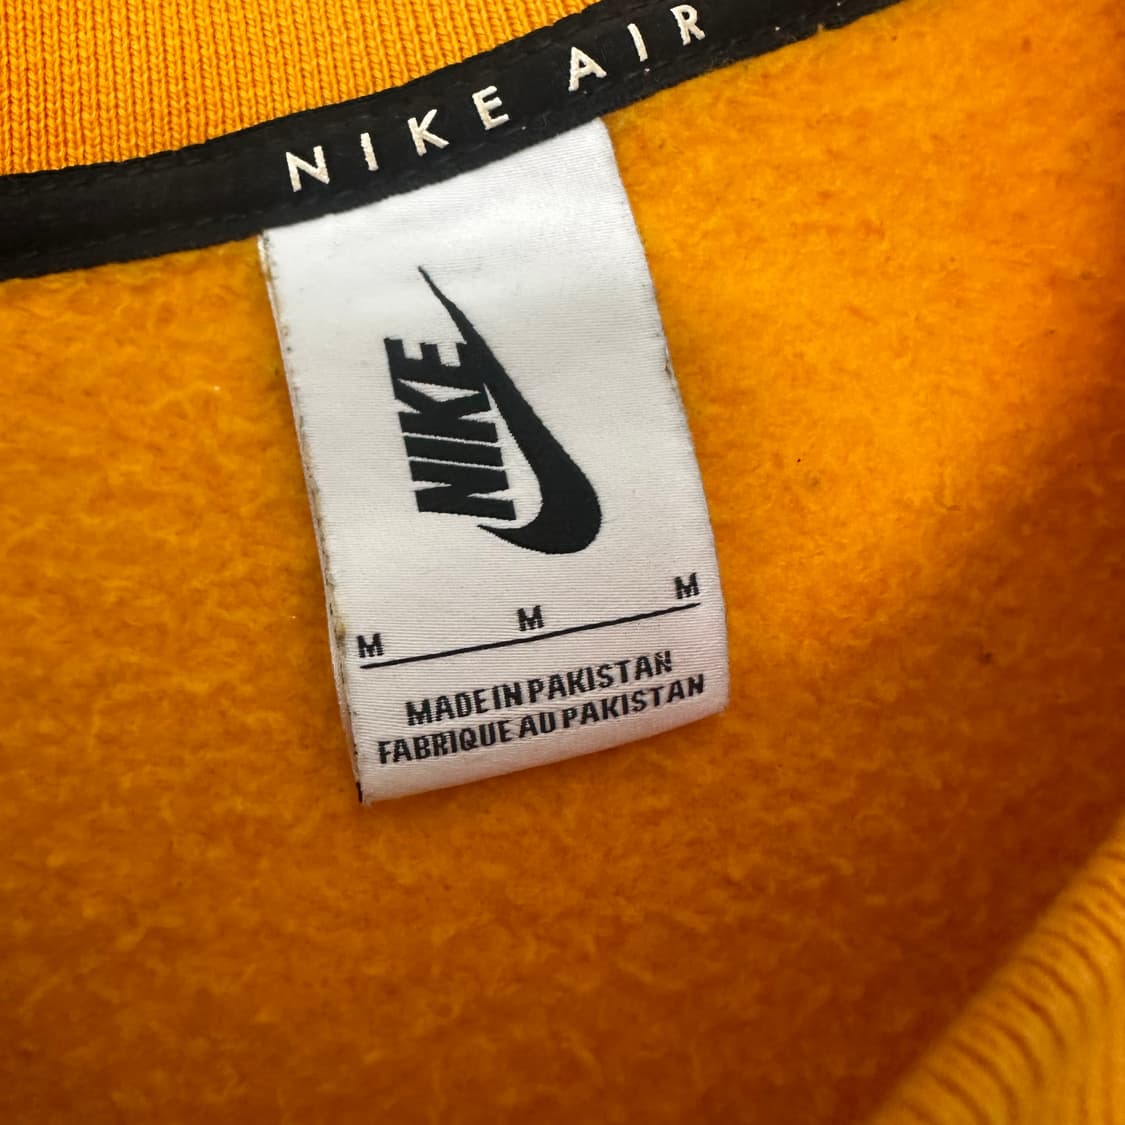 NIKE AIR
NIKE
M M M
MADE IN PAKISTAN
FABRIQUE AU PAKISTAN